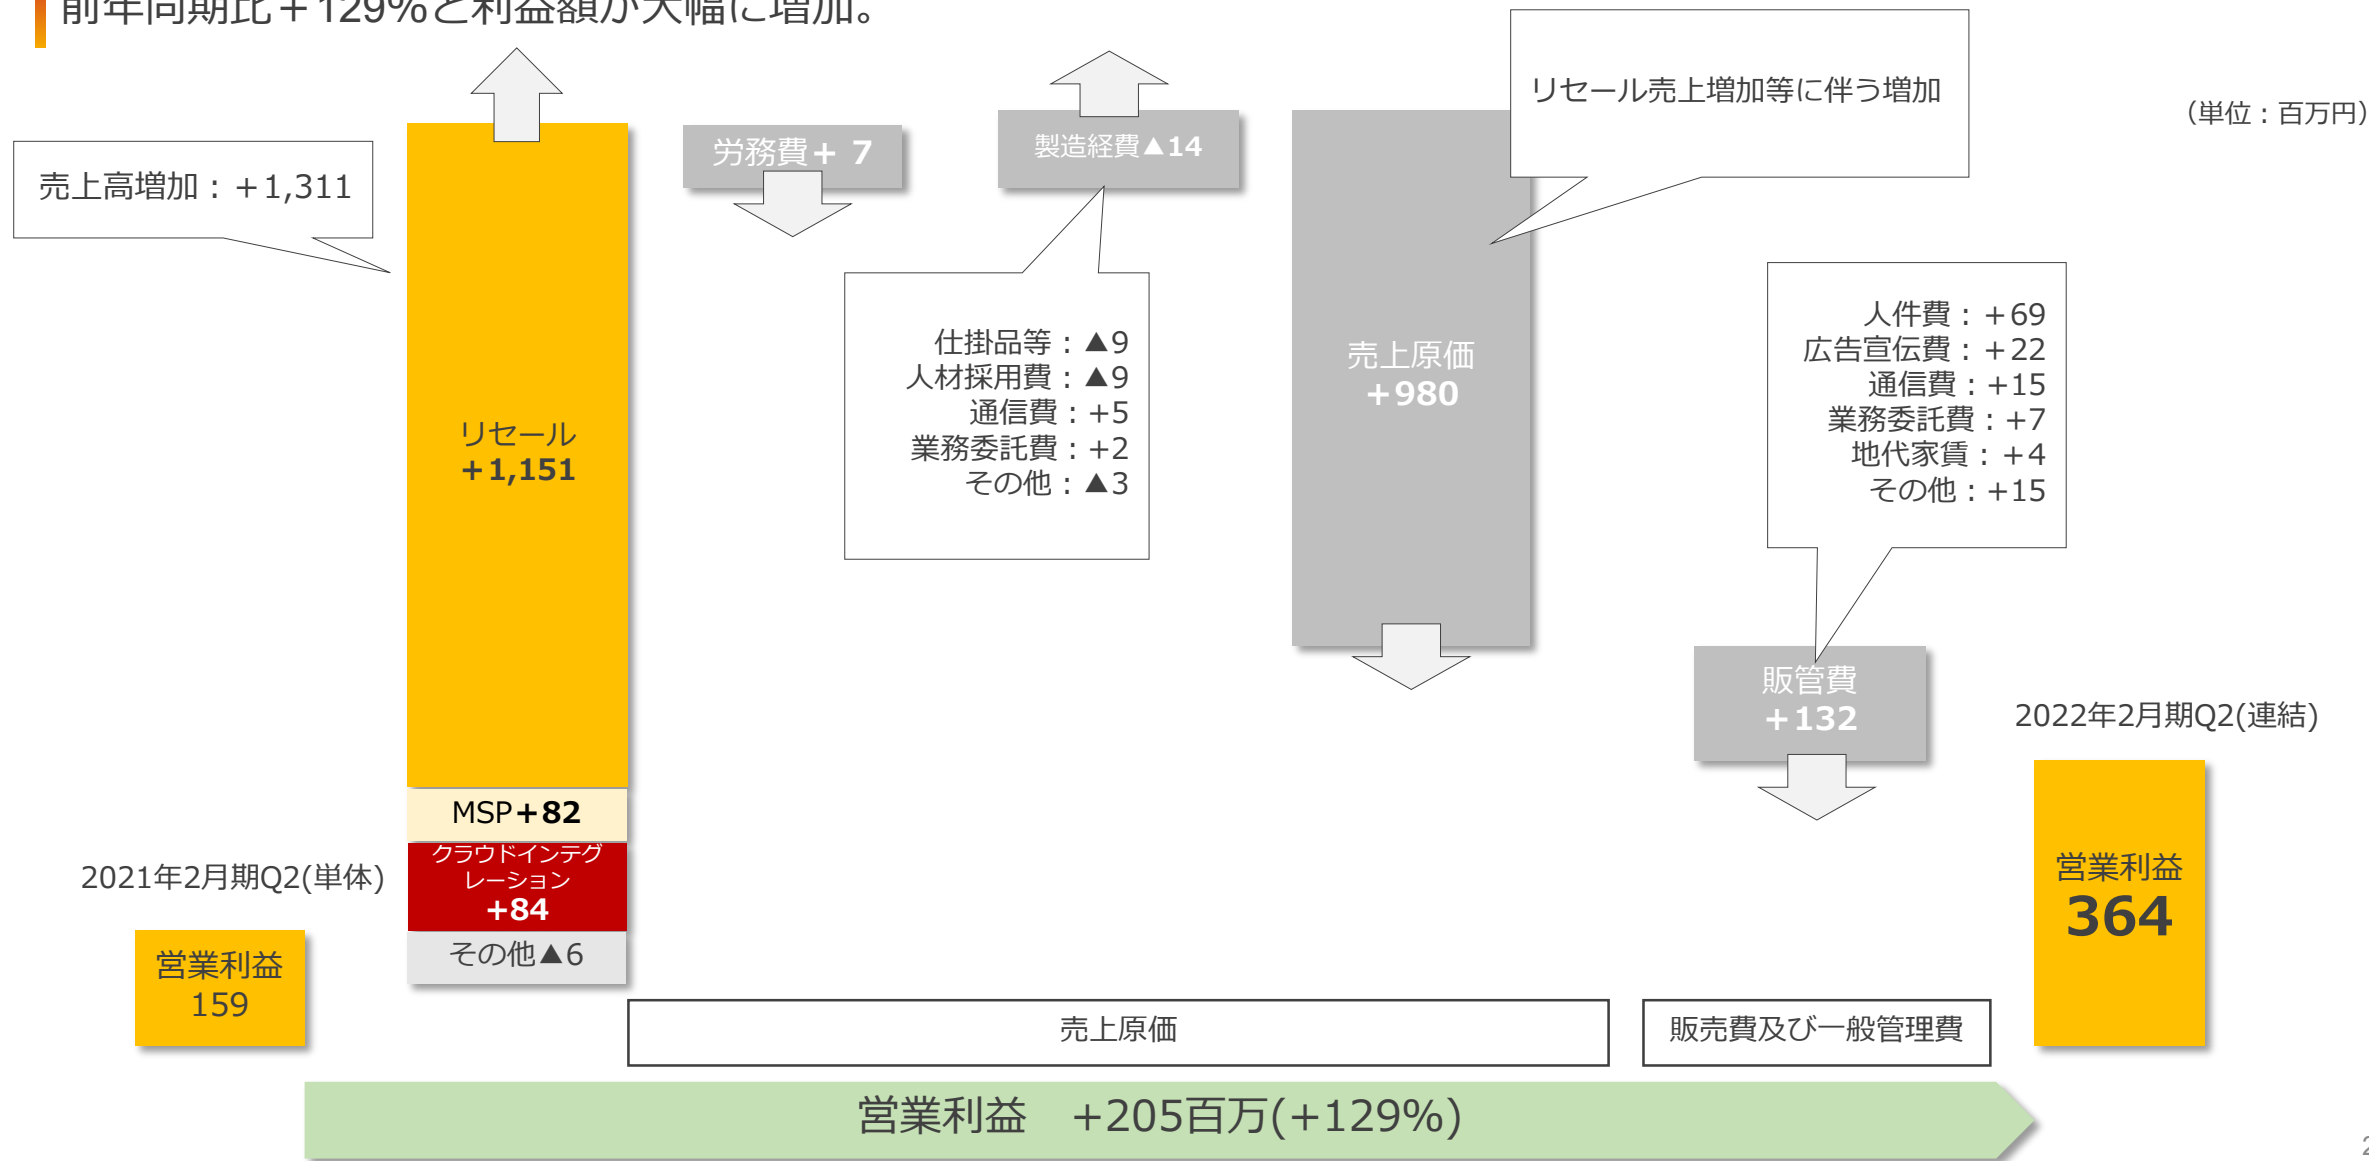 前年同期比＋129%と利益額が大幅に増加。
（単位：百万円）
売上高増加：＋1,311
リセール
＋1,151
MSP＋82
クラウドインテグ
レーション
+84
その他▲6
労務費＋ 7
製造経費▲14
仕掛品等：▲9
人材採用費：▲9
通信費：+5
業務委託費：+2
その他：▲3
売上原価
＋980
リセール売上増加等に伴う増加
人件費：＋69
広告宣伝費：＋22
通信費：+15
業務委託費：+7
地代家賃：＋4
その他：+15
販管費
＋132
2021年2月期Q2(単体)
営業利益
159
2022年2月期Q2(連結)
営業利益
364
売上原価
販売費及び一般管理費
営業利益　+205百万(+129%)